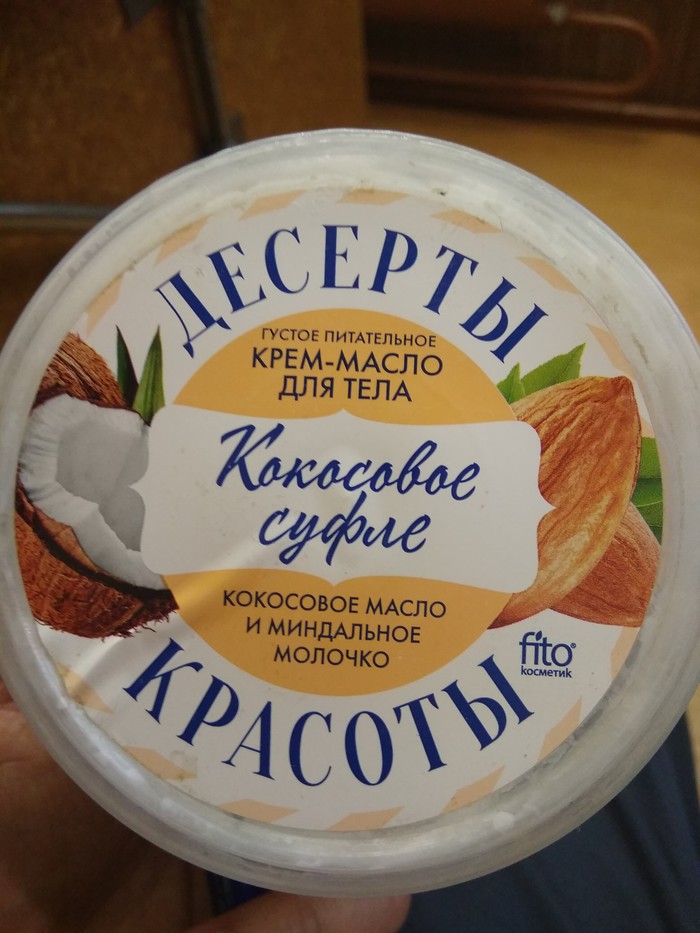 ДЕСЕРТЫ
ГУСТОЕ ПИТАТЕЛЬНОЕ
КРЕМ-МАСЛО
ДЛЯ ТЕЛА
Кокосовое
суфле
КОКОСОВОЕ МАСЛО
И МИНДАЛЬНОЕ
МОЛОЧКО
fito®
косметик
КРАСОТЫ